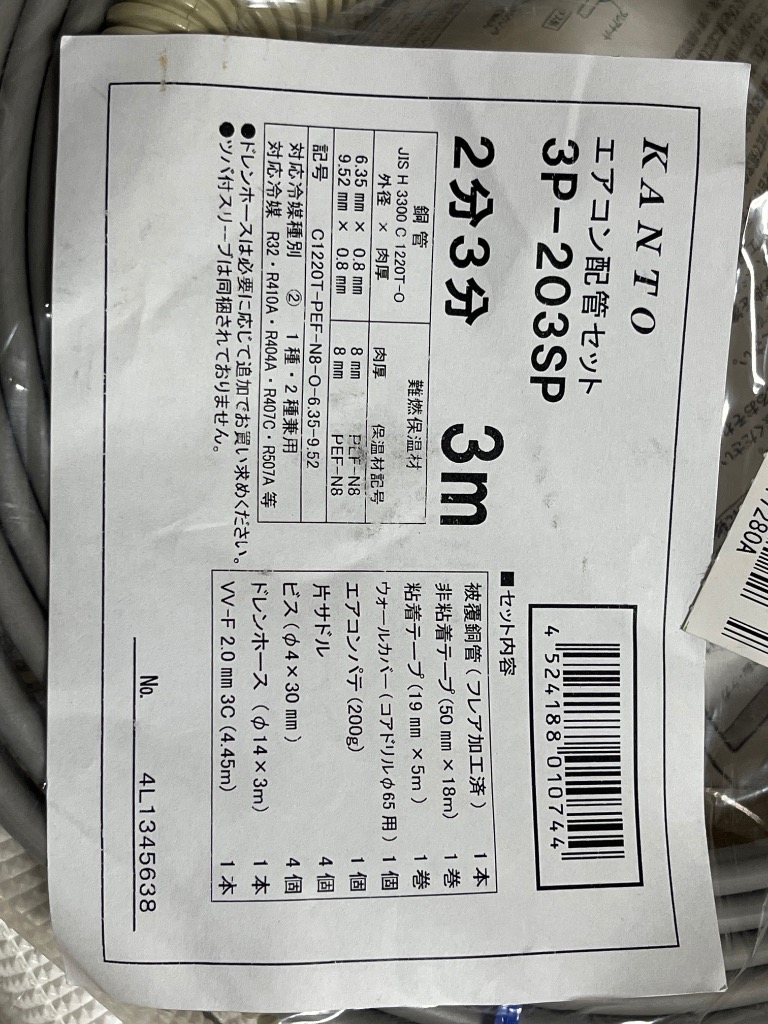 KANTO
エアコン配管セット
3P-203SP
2分3分 3m
銅管 難燃保温材
JIS H 3300 C 1220T-O
外径 × 肉厚 肉厚 保温材記号
6.35 mm × 0.8 mm 8 mm PEF-N8
9.52 mm × 0.8 mm 8 mm PEF-N8
記号 C1220T-PEF-N8-O-6.35-9.52
対応冷媒種別 ② 1種・2種兼用
対応冷媒 R32・R410A・R404A・R407C・R507A 等
●ドレンホースは必要に応じて追加でお買い求めください。
●ツバ付スリーブは同梱されておりません。
4 524188 010744
■セット内容
被覆銅管(フレア加工済) 1本
非粘着テープ(50 mm×18m) 1巻
粘着テープ(19 mm×5m) 1巻
ウォールカバー(コアドリルφ65用) 1個
エアコンパテ(200g) 1個
片サドル 4個
ビス(φ4×30 mm) 4個
ドレンホース(φ14×3m) 1本
VV-F 2.0 mm 3C (4.45m) 1本
No. 4L1345638
7280A